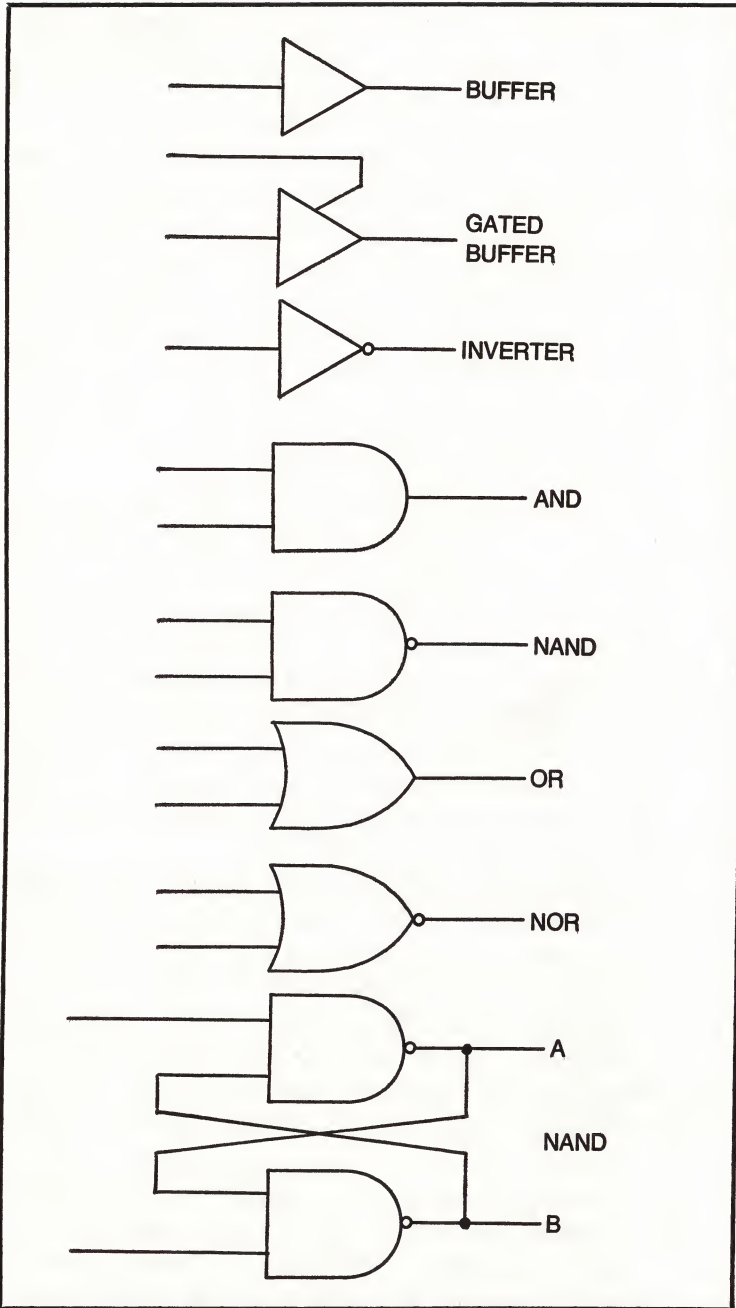 BUFFER
GATED
BUFFER
INVERTER
AND
NAND
OR
NOR
A
NAND
B